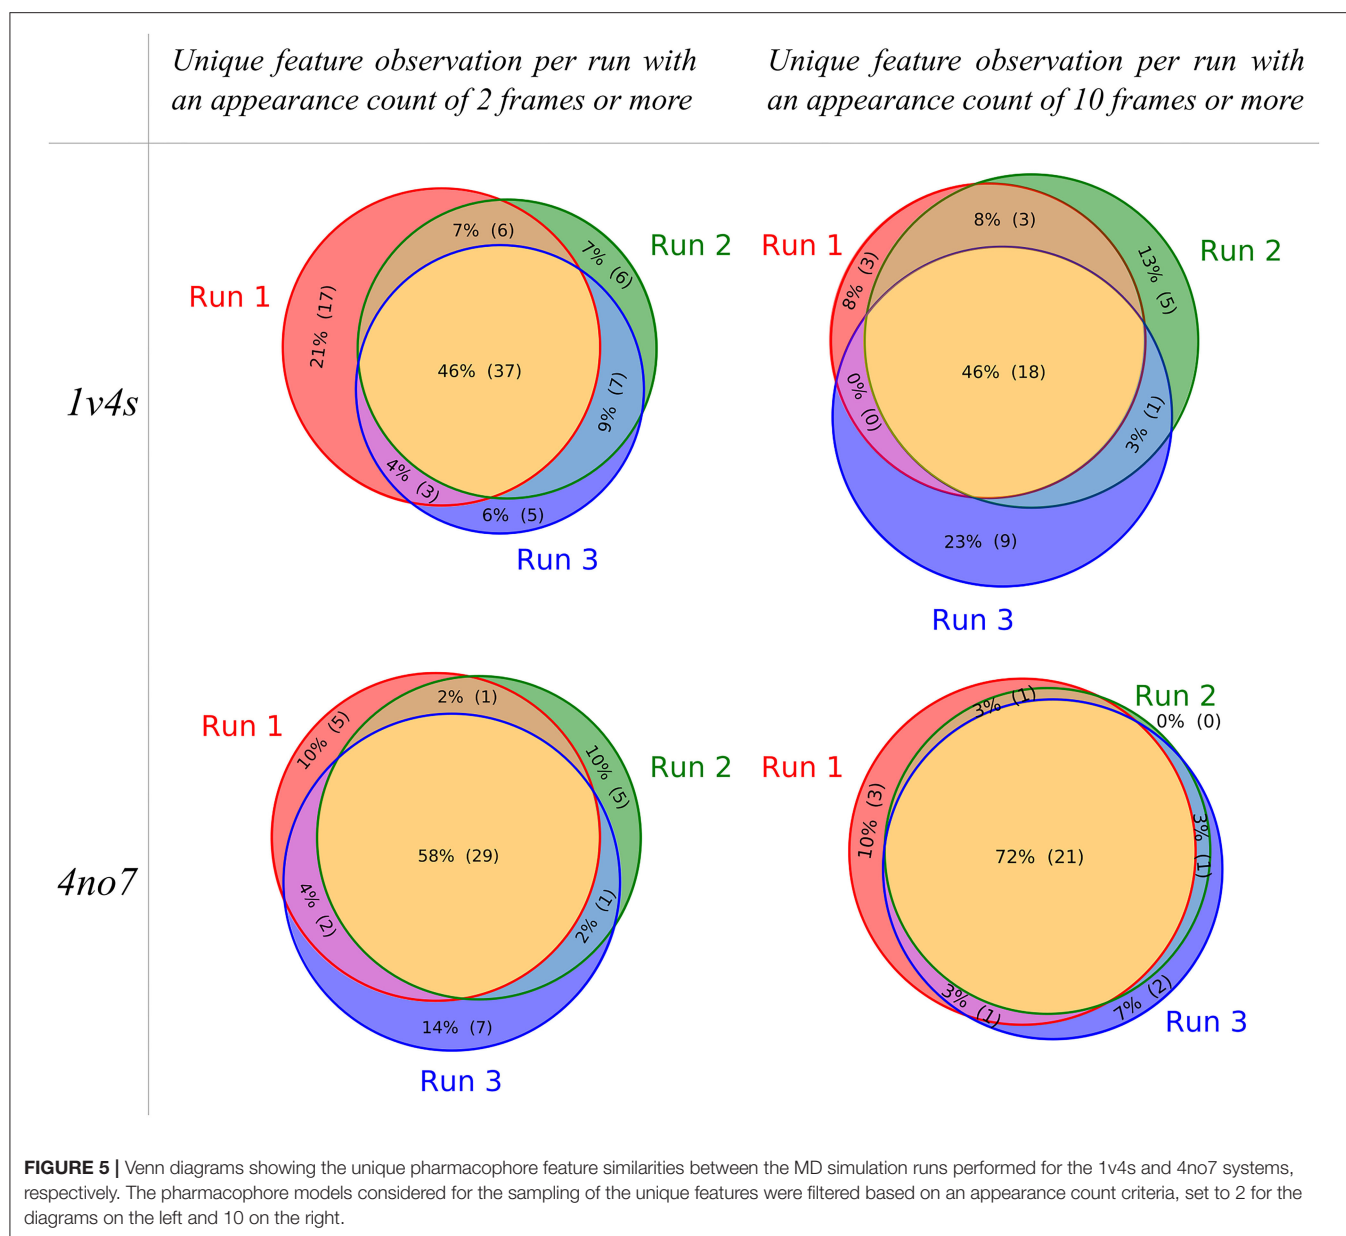 Unique feature observation per run with
an appearance count of 2 frames or more
Unique feature observation per run with
an appearance count of 10 frames or more
1v4s
Run 1
Run 2
Run 3
21% (17)
7% (6)
7% (6)
46% (37)
9% (7)
4% (3)
6% (5)
Run 1
Run 2
Run 3
8% (3)
8% (3)
13% (5)
46% (18)
0% (0)
3% (1)
23% (9)
4no7
Run 1
Run 2
Run 3
10% (5)
2% (1)
10% (5)
58% (29)
4% (2)
2% (1)
14% (7)
Run 1
Run 2
Run 3
3% (1)
0% (0)
10% (3)
72% (21)
3% (1)
3% (1)
7% (2)
FIGURE 5 | Venn diagrams showing the unique pharmacophore feature similarities between the MD simulation runs performed for the 1v4s and 4no7 systems,
respectively. The pharmacophore models considered for the sampling of the unique features were filtered based on an appearance count criteria, set to 2 for the
diagrams on the left and 10 on the right.